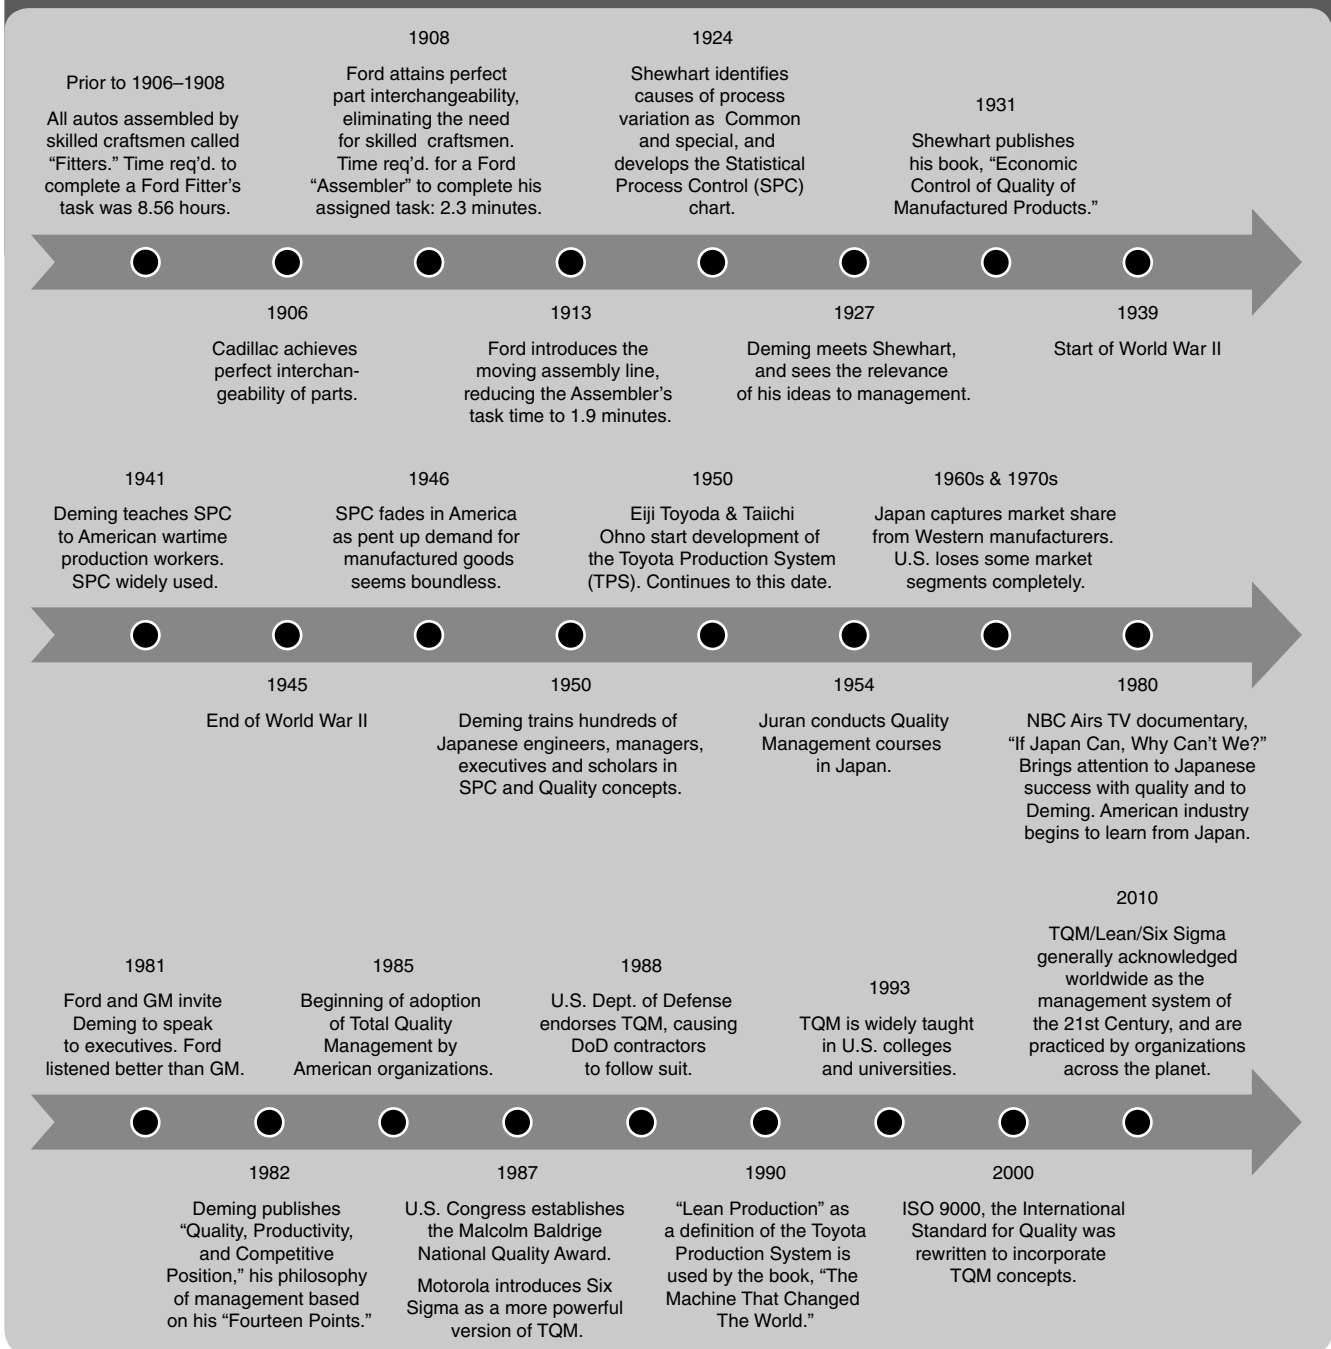 Prior to 1906–1908
All autos assembled by
skilled craftsmen called
“Fitters.” Time req’d. to
complete a Ford Fitter’s
task was 8.56 hours.
1906
Cadillac achieves
perfect interchan-
geability of parts.
1908
Ford attains perfect
part interchangeability,
eliminating the need
for skilled craftsmen.
Time req’d. for a Ford
“Assembler” to complete his
assigned task: 2.3 minutes.
1913
Ford introduces the
moving assembly line,
reducing the Assembler’s
task time to 1.9 minutes.
1924
Shewhart identifies
causes of process
variation as Common
and special, and
develops the Statistical
Process Control (SPC)
chart.
1927
Deming meets Shewhart,
and sees the relevance
of his ideas to management.
1931
Shewhart publishes
his book, “Economic
Control of Quality of
Manufactured Products.”
1939
Start of World War II
1941
Deming teaches SPC
to American wartime
production workers.
SPC widely used.
1945
End of World War II
1946
SPC fades in America
as pent up demand for
manufactured goods
seems boundless.
1950
Deming trains hundreds of
Japanese engineers, managers,
executives and scholars in
SPC and Quality concepts.
1950
Eiji Toyoda & Taiichi
Ohno start development of
the Toyota Production System
(TPS). Continues to this date.
1954
Juran conducts Quality
Management courses
in Japan.
1960s & 1970s
Japan captures market share
from Western manufacturers.
U.S. loses some market
segments completely.
1980
NBC Airs TV documentary,
“If Japan Can, Why Can’t We?”
Brings attention to Japanese
success with quality and to
Deming. American industry
begins to learn from Japan.
1981
Ford and GM invite
Deming to speak
to executives. Ford
listened better than GM.
1982
Deming publishes
“Quality, Productivity,
and Competitive
Position,” his philosophy
of management based
on his “Fourteen Points.”
1985
Beginning of adoption
of Total Quality
Management by
American organizations.
1987
U.S. Congress establishes
the Malcolm Baldrige
National Quality Award.
Motorola introduces Six
Sigma as a more powerful
version of TQM.
1988
U.S. Dept. of Defense
endorses TQM, causing
DoD contractors
to follow suit.
1990
“Lean Production” as
a definition of the Toyota
Production System is
used by the book, “The
Machine That Changed
The World.”
1993
TQM is widely taught
in U.S. colleges
and universities.
2000
ISO 9000, the International
Standard for Quality was
rewritten to incorporate
TQM concepts.
2010
TQM/Lean/Six Sigma
generally acknowledged
worldwide as the
management system of
the 21st Century, and are
practiced by organizations
across the planet.